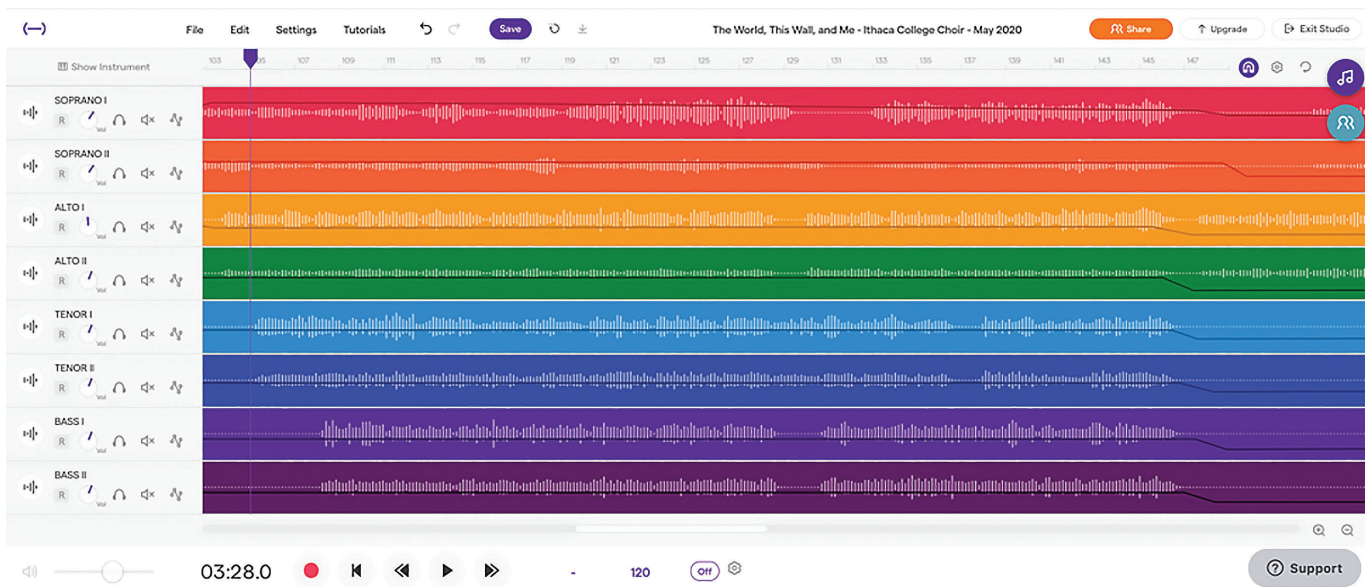 File Edit Settings Tutorials Save The World, This Wall, and Me - Ithaca College Choir - May 2020 Share Upgrade Exit Studio
Show Instrument 103 105 107 109 111 113 115 117 119 121 123 125 127 129 131 133 135 137 139 141 143 145 147
SOPRANO I
R Vol
SOPRANO II
R Vol
ALTO I
R Vol
ALTO II
R Vol
TENOR I
R Vol
TENOR II
R Vol
BASS I
R Vol
BASS II
R Vol
03:28.0 - 120 Off Support